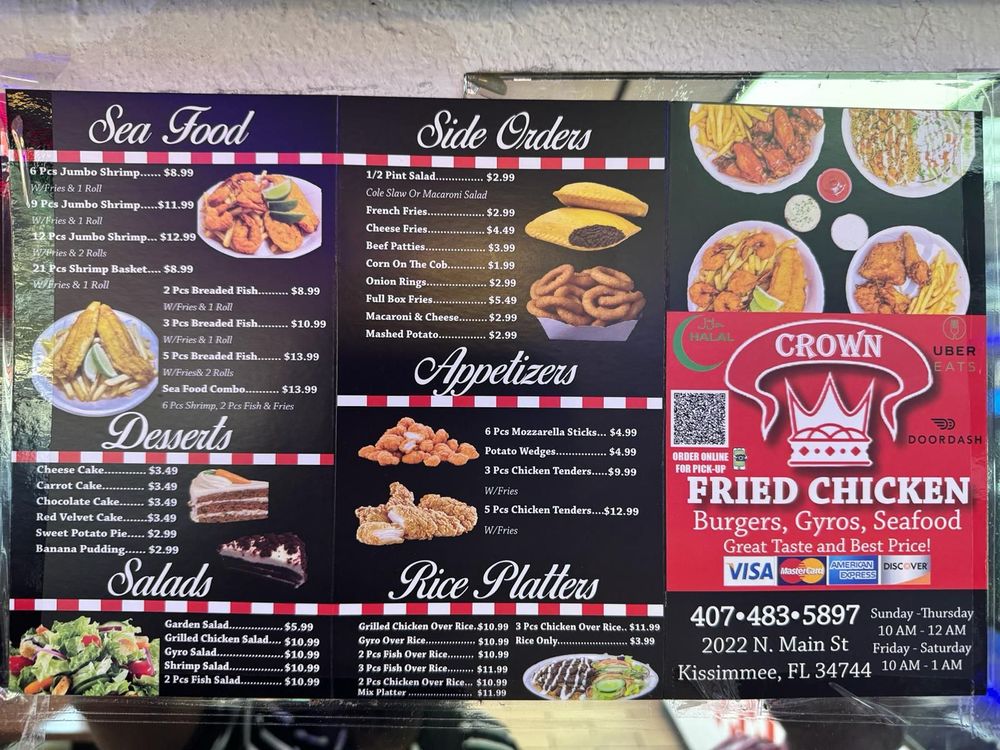 Sea Food
6 Pcs Jumbo Shrimp...... $8.99
W/Fries & 1 Roll
9 Pcs Jumbo Shrimp...$11.99
W/Fries & 1 Roll
12 Pcs Jumbo Shrimp... $12.99
W/Fries & 2 Rolls
21 Pcs Shrimp Basket.... $8.99
W/Fries & 1 Roll
2 Pcs Breaded Fish......... $8.99
W/Fries & 1 Roll
3 Pcs Breaded Fish......... $10.99
W/Fries & 1 Roll
5 Pcs Breaded Fish....... $13.99
W/Fries& 2 Rolls
Sea Food Combo....... $13.99
6 Pcs Shrimp, 2 Pcs Fish & Fries
Desserts
Cheese Cake............ $3.49
Carrot Cake............ $3.49
Chocolate Cake....... $3.49
Red Velvet Cake.......$3.49
Sweet Potato Pie..... $2.99
Banana Pudding..... $2.99
Salads
Garden Salad...................... $5.99
Grilled Chicken Salad.... $10.99
Gyro Salad..................... $10.99
Shrimp Salad................. $10.99
2 Pcs Fish Salad............. $10.99
Side Orders
1/2 Pint Salad............... $2.99
Cole Slaw Or Macaroni Salad
French Fries................. $2.99
Cheese Fries................. $4.49
Beef Patties.................. $3.99
Corn On The Cob........... $1.99
Onion Rings.................. $2.99
Full Box Fries................ $5.49
Macaroni & Cheese....... $2.99
Mashed Potato.............. $2.99
Appetizers
6 Pcs Mozzarella Sticks... $4.99
Potato Wedges............... $4.99
3 Pcs Chicken Tenders.....$9.99
W/Fries
5 Pcs Chicken Tenders....$12.99
W/Fries
Rice Platters
Grilled Chicken Over Rice.$10.99
Gyro Over Rice................ $10.99
2 Pcs Fish Over Rice......... $10.99
3 Pcs Fish Over Rice......... $11.99
2 Pcs Chicken Over Rice... $10.99
Mix Platter ...................... $11.99
3 Pcs Chicken Over Rice.. $11.99
Rice Only...................... $3.99
حلال
HALAL
CROWN
UBER
EATS
DOORDASH
ORDER ONLINE
FOR PICK-UP
FRIED CHICKEN
Burgers, Gyros, Seafood
Great Taste and Best Price!
VISA
MasterCard
AMERICAN
EXPRESS
DISCOVER
407•483•5897
2022 N. Main St
Kissimmee, FL 34744
Sunday -Thursday
10 AM - 12 AM
Friday - Saturday
10 AM - 1 AM